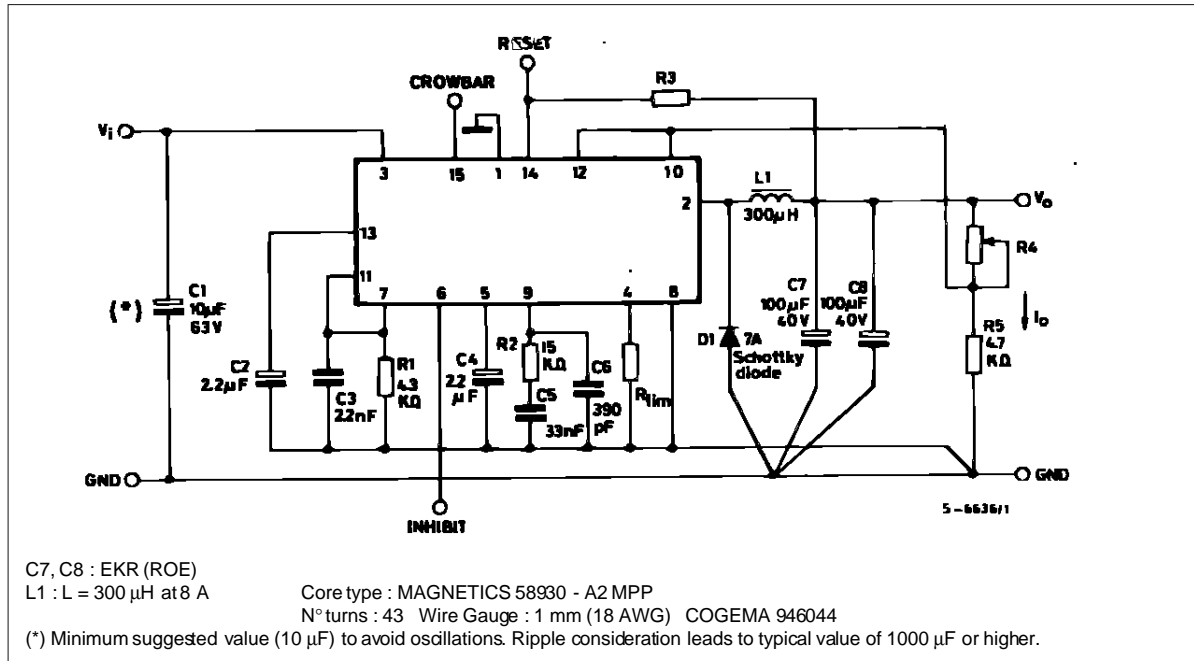 RESET
CROWBAR
R3
Vi
3
15
1
14
12
10
L1
2
300µH
Vo
13
R4
11
7
6
5
9
4
8
(*)
C1
10µF
63V
C2
2.2µF
C3
2.2nF
R1
4.3
KΩ
C4
2.2
µF
R2
15
KΩ
C5
33nF
C6
390
pF
Rlim
D1
7A
Schottky
diode
C7
100µF
40V
C8
100µF
40V
Io
R5
4.7
KΩ
GND
GND
INHIBIT
5-6636/1
C7, C8 : EKR (ROE)
L1 : L = 300 µH at 8 A Core type : MAGNETICS 58930 - A2 MPP
N° turns : 43 Wire Gauge : 1 mm (18 AWG) COGEMA 946044
(*) Minimum suggested value (10 µF) to avoid oscillations. Ripple consideration leads to typical value of 1000 µF or higher.